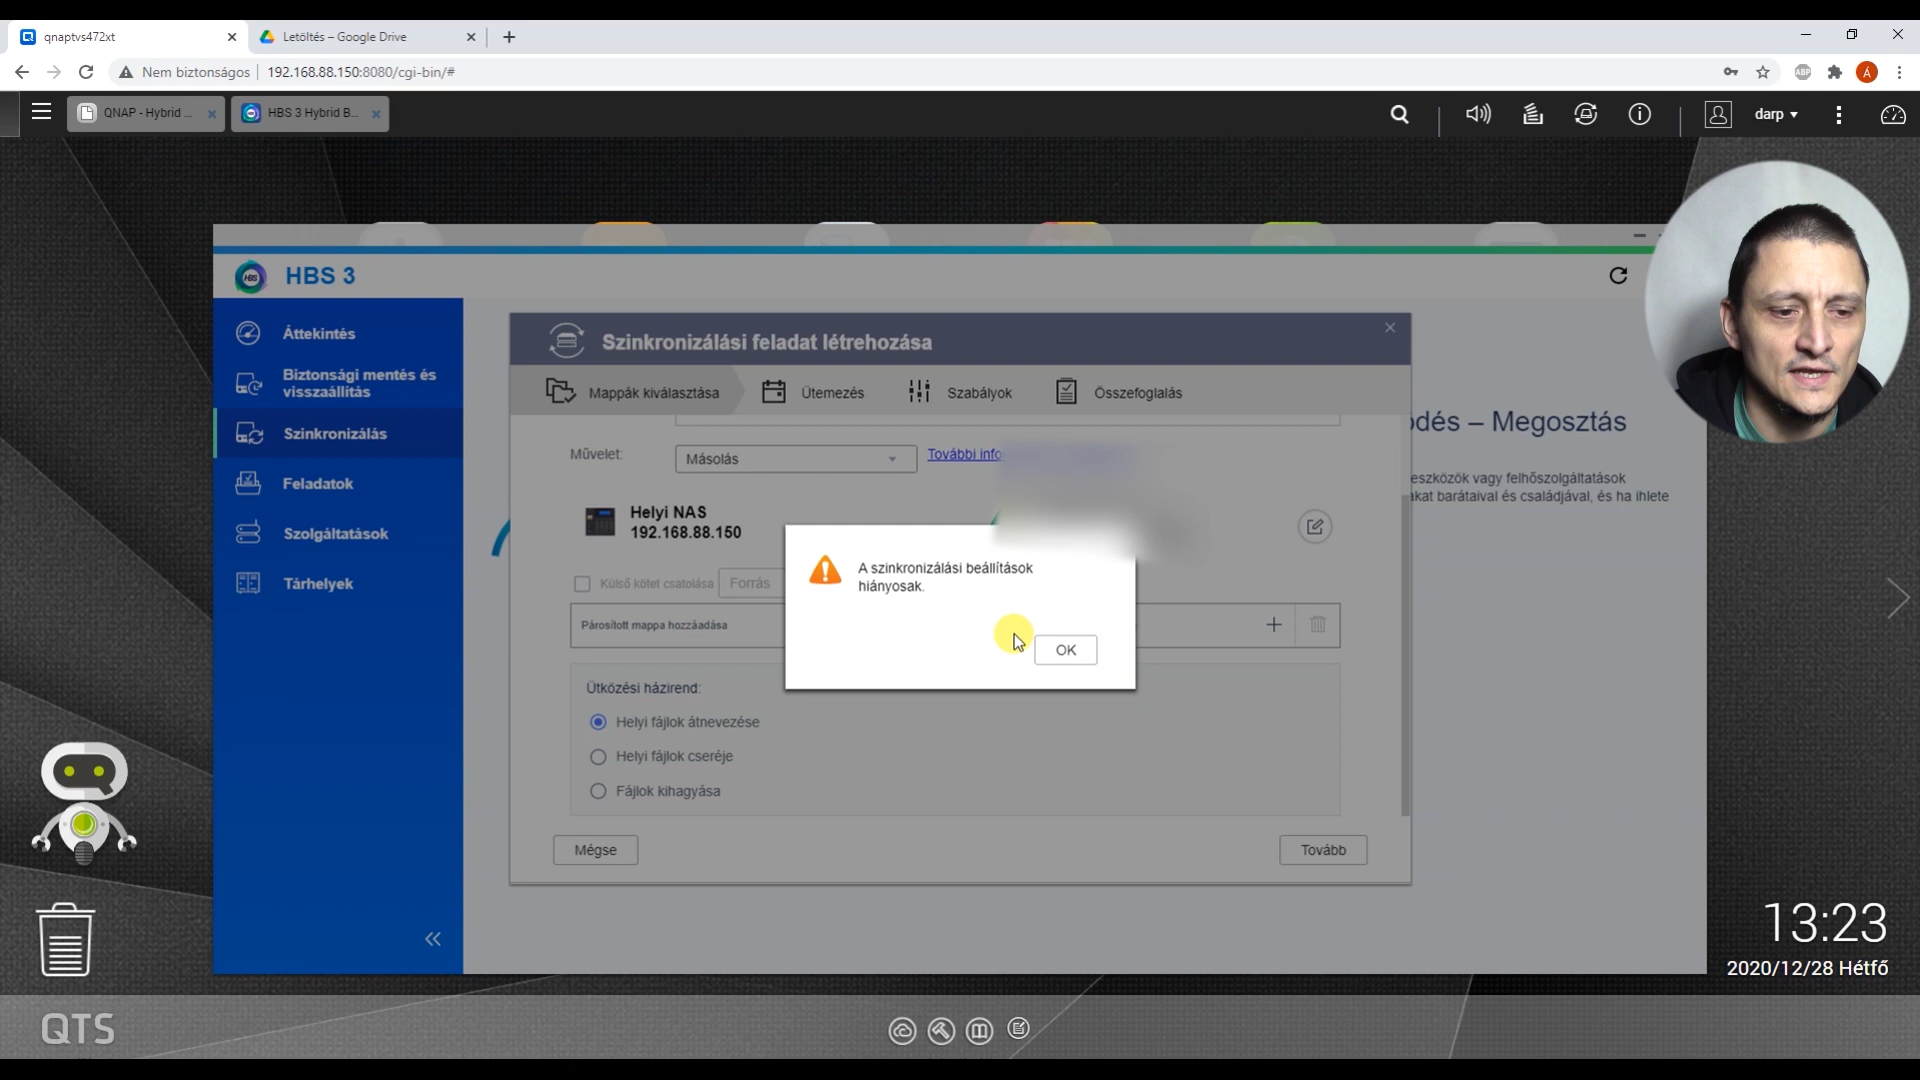 qnaptvs472xt
Letöltés – Google Drive
Nem biztonságos
192.168.88.150:8080/cgi-bin/#
ABP
Á
QNAP - Hybrid ...
HBS 3 Hybrid B...
darp
HBS
HBS 3
Áttekintés
Biztonsági mentés és
visszaállítás
Szinkronizálás
Feladatok
Szolgáltatások
Tárhelyek
Szinkronizálási feladat létrehozása
Mappák kiválasztása
Ütemezés
Szabályok
Összefoglalás
Művelet:
Másolás
További info
Helyi NAS
192.168.88.150
Külső kötet csatolása
Forrás
Párosított mappa hozzáadása
Ütközési házirend:
Helyi fájlok átnevezése
Helyi fájlok cseréje
Fájlok kihagyása
Mégse
Tovább
A szinkronizálási beállítások
hiányosak.
OK
dés – Megosztás
eszközök vagy felhőszolgáltatások
kat barátaival és családjával, és ha ihlete
13:23
2020/12/28 Hétfő
QTS